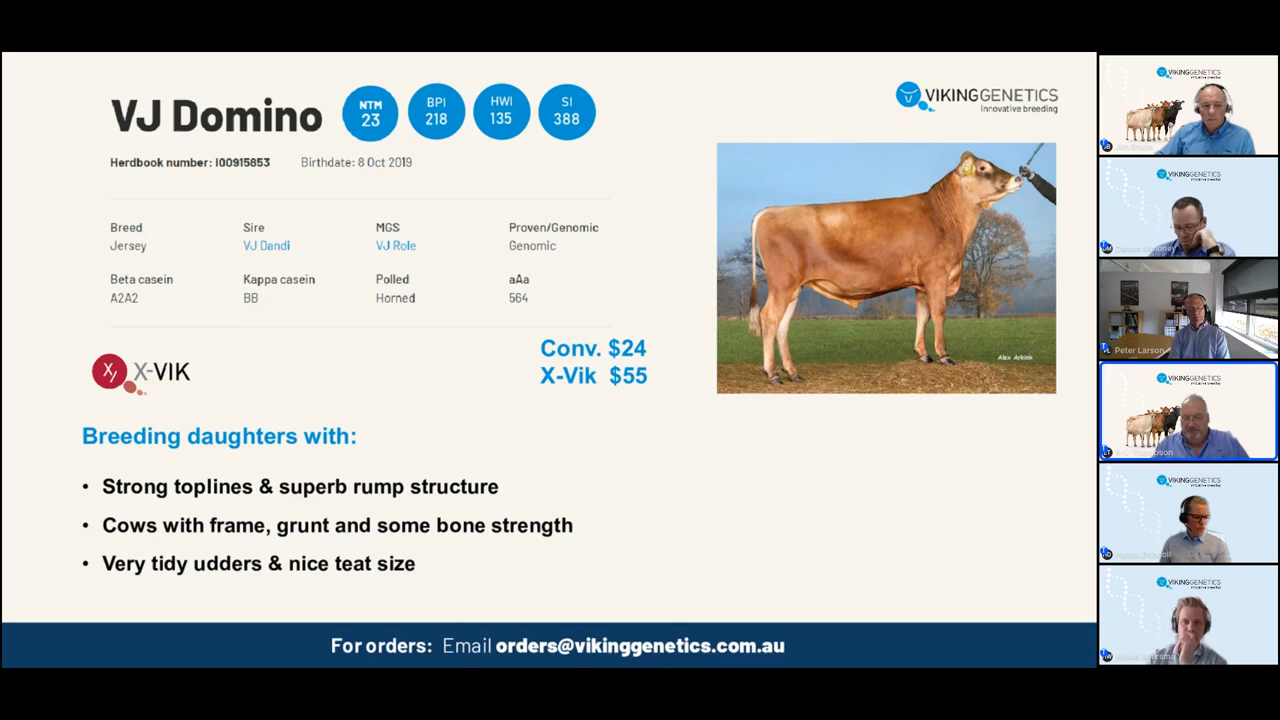 VJ Domino
NTM
23
BPI
218
HWI
135
SI
388
VIKINGGENETICS
innovative breeding
Herdbook number: I00915853 Birthdate: 8 Oct 2019
Breed Sire MGS Proven/Genomic
Jersey VJ Dandi VJ Role Genomic
Beta casein Kappa casein Polled aAa
A2A2 BB Horned 564
Conv. $24
X-Vik $55
X-VIK
Alex Arkink
Breeding daughters with:
• Strong toplines & superb rump structure
• Cows with frame, grunt and some bone strength
• Very tidy udders & nice teat size
For orders: Email orders@vikinggenetics.com.au
VIKINGGENETICS
VIKINGGENETICS
Peter Larson
VIKINGGENETICS
VIKINGGENETICS
VIKINGGENETICS